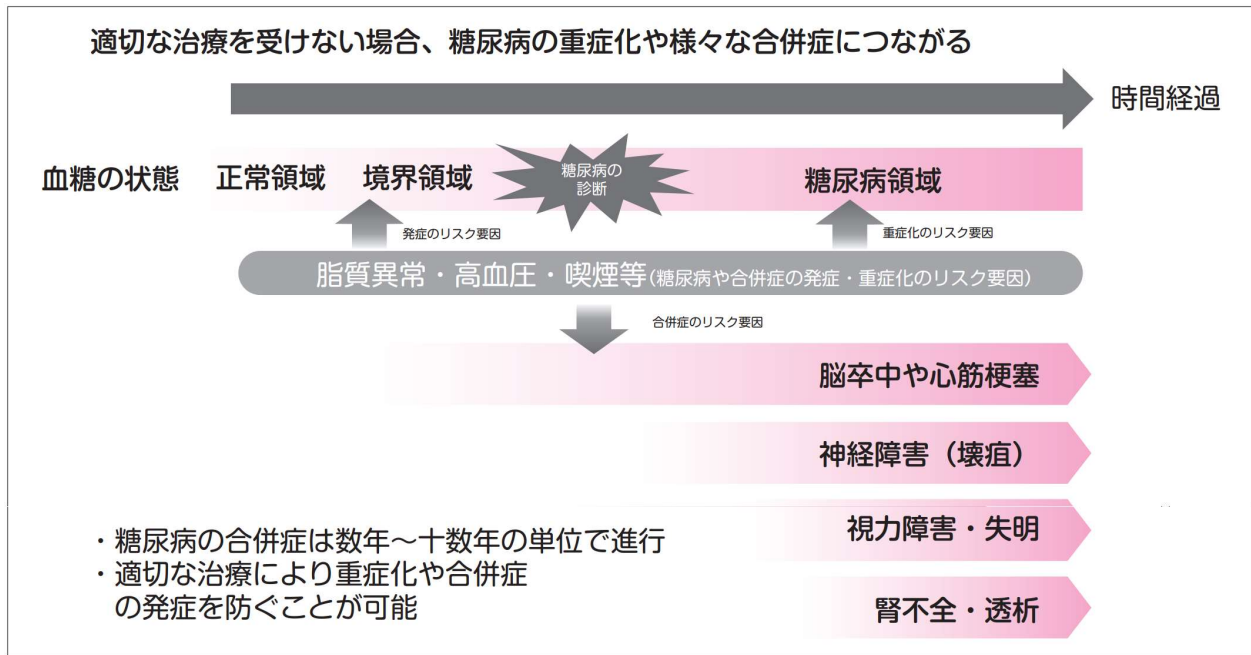 適切な治療を受けない場合、糖尿病の重症化や様々な合併症につながる
時間経過
血糖の状態
正常領域
境界領域
糖尿病の
診断
糖尿病領域
発症のリスク要因
重症化のリスク要因
脂質異常・高血圧・喫煙等(糖尿病や合併症の発症・重症化のリスク要因)
合併症のリスク要因
脳卒中や心筋梗塞
神経障害（壊疽）
視力障害・失明
腎不全・透析
・糖尿病の合併症は数年～十数年の単位で進行
・適切な治療により重症化や合併症
の発症を防ぐことが可能